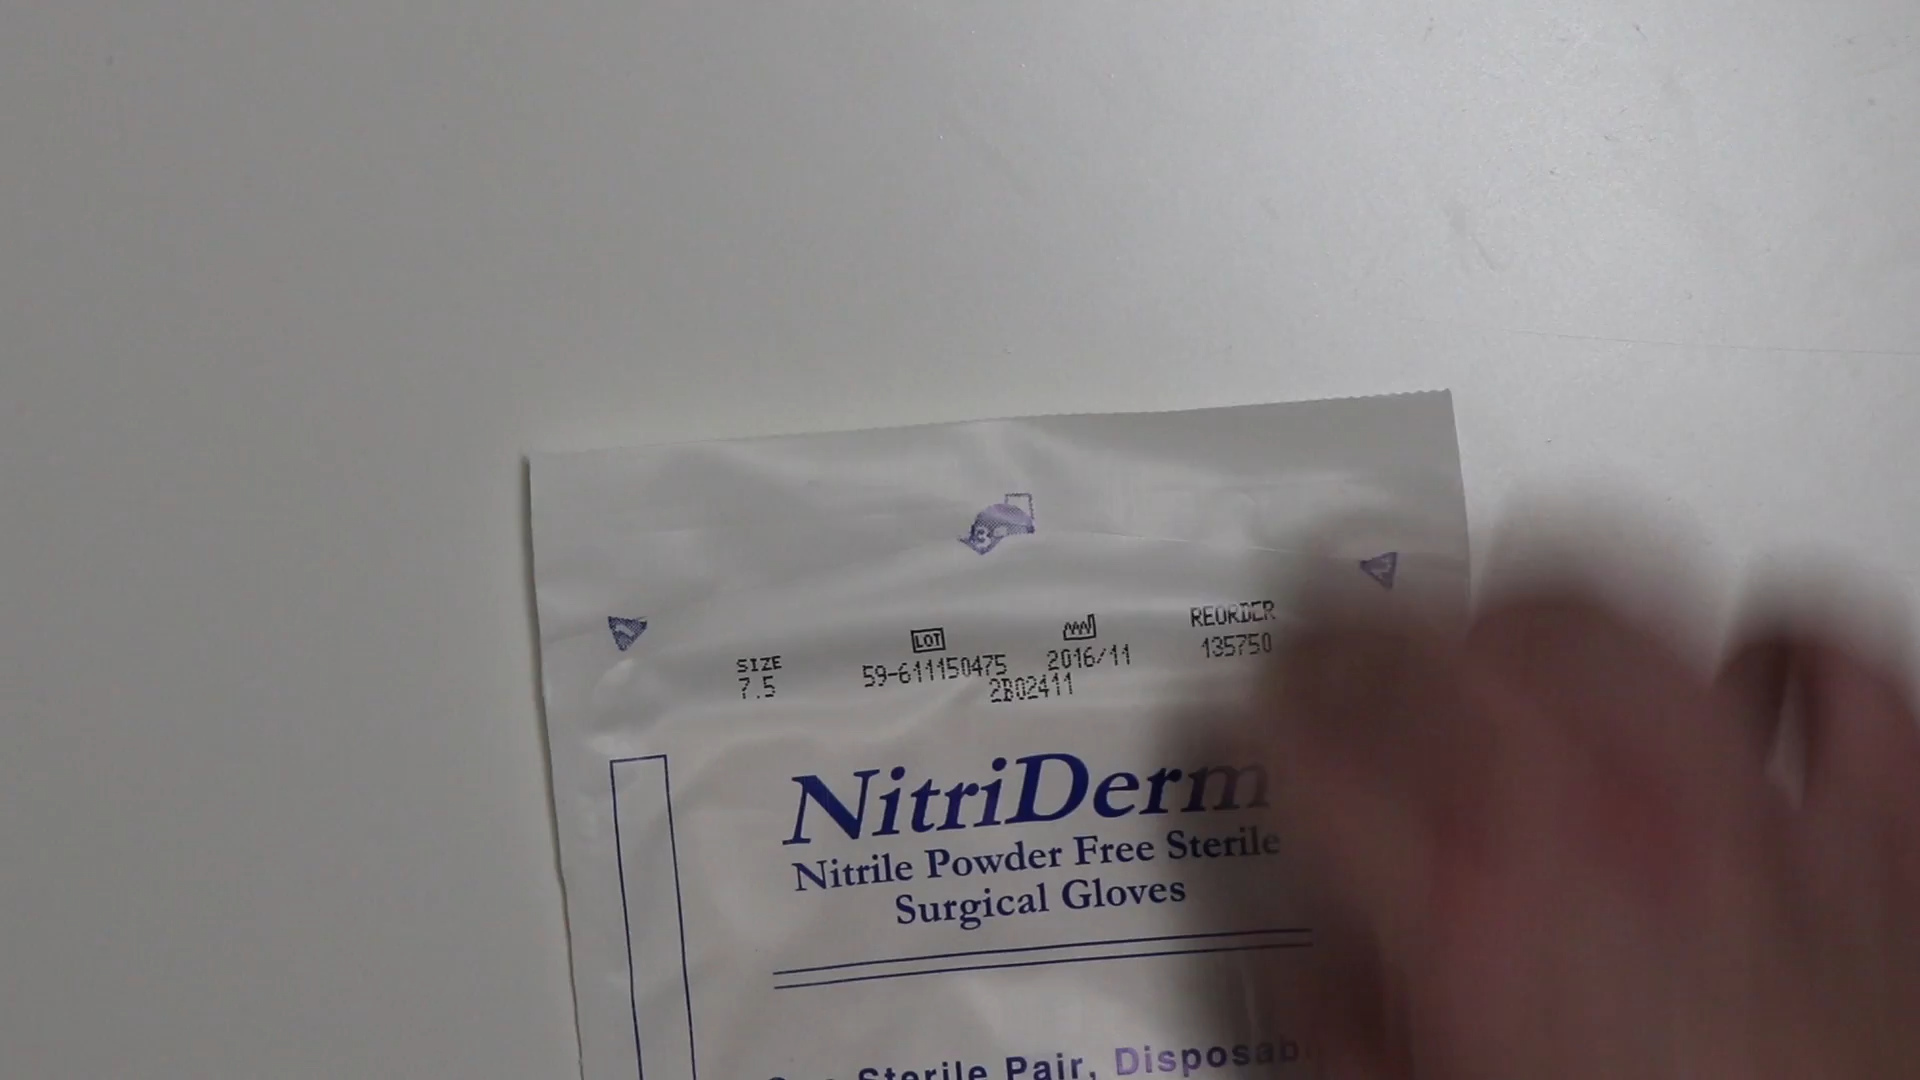 SIZE
7.5
LOT
59-611150475
2016/11
2B02411
REORDER
135750
NitriDerm
Nitrile Powder Free Sterile
Surgical Gloves
Sterile Pair,